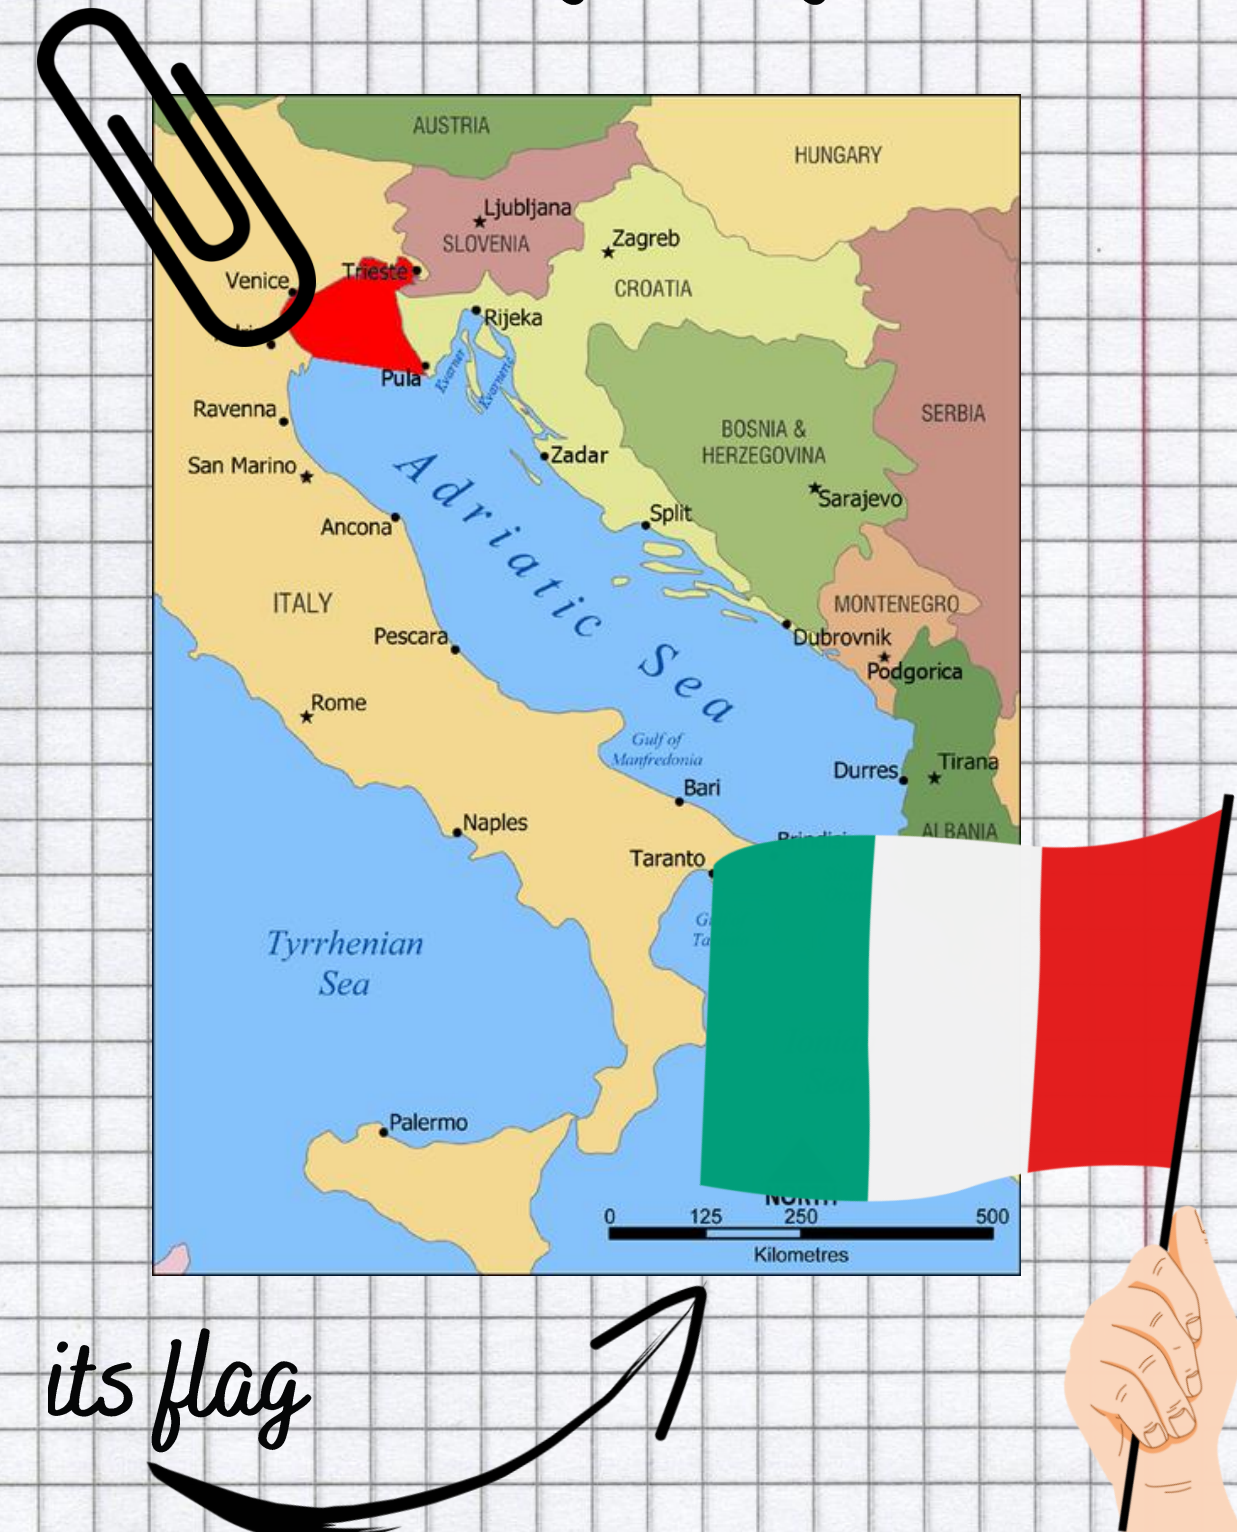 AUSTRIA
HUNGARY
Ljubljana
SLOVENIA
Zagreb
CROATIA
Trieste
Venice
Rijeka
Pula
Kvarner
Kvarneric
Ravenna
San Marino
Ancona
Zadar
Split
BOSNIA &
HERZEGOVINA
Sarajevo
SERBIA
Adriatic Sea
ITALY
Pescara
MONTENEGRO
Dubrovnik
Podgorica
Rome
Gulf of
Manfredonia
Bari
Durres
Tirana
ALBANIA
Naples
Taranto
Tyrrhenian
Sea
Palermo
0 125 250 500
Kilometres
its flag